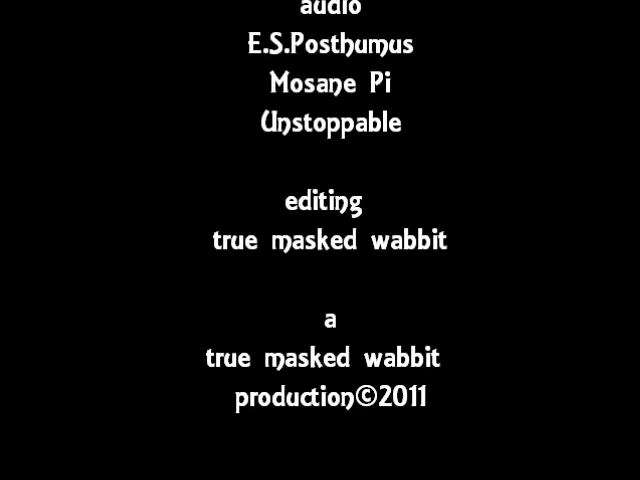 audio
E.S.Posthumus
Mosane Pi
Unstoppable
editing
true masked wabbit
a
true masked wabbit
production©2011